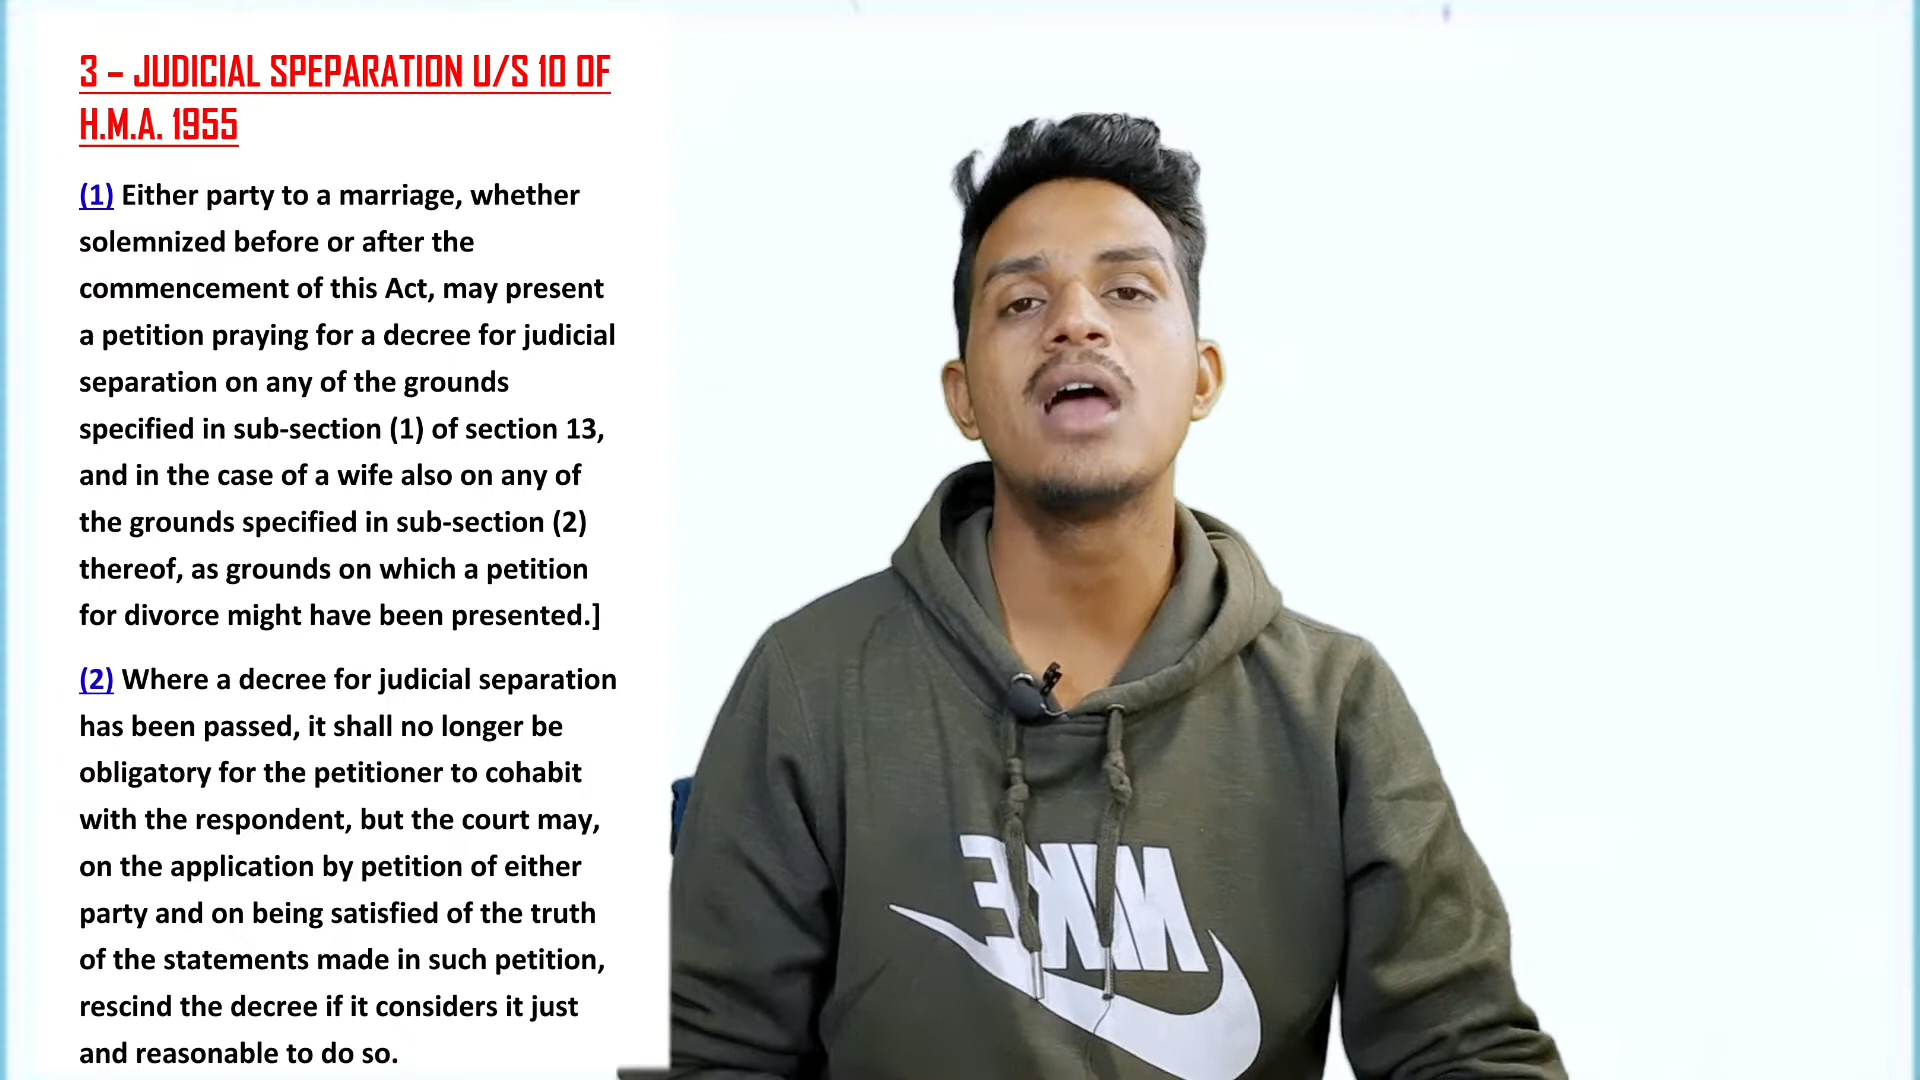 3 – JUDICIAL SPEPARATION U/S 10 OF
H.M.A. 1955
(1) Either party to a marriage, whether
solemnized before or after the
commencement of this Act, may present
a petition praying for a decree for judicial
separation on any of the grounds
specified in sub-section (1) of section 13,
and in the case of a wife also on any of
the grounds specified in sub-section (2)
thereof, as grounds on which a petition
for divorce might have been presented.]
(2) Where a decree for judicial separation
has been passed, it shall no longer be
obligatory for the petitioner to cohabit
with the respondent, but the court may,
on the application by petition of either
party and on being satisfied of the truth
of the statements made in such petition,
rescind the decree if it considers it just
and reasonable to do so.
NIKE